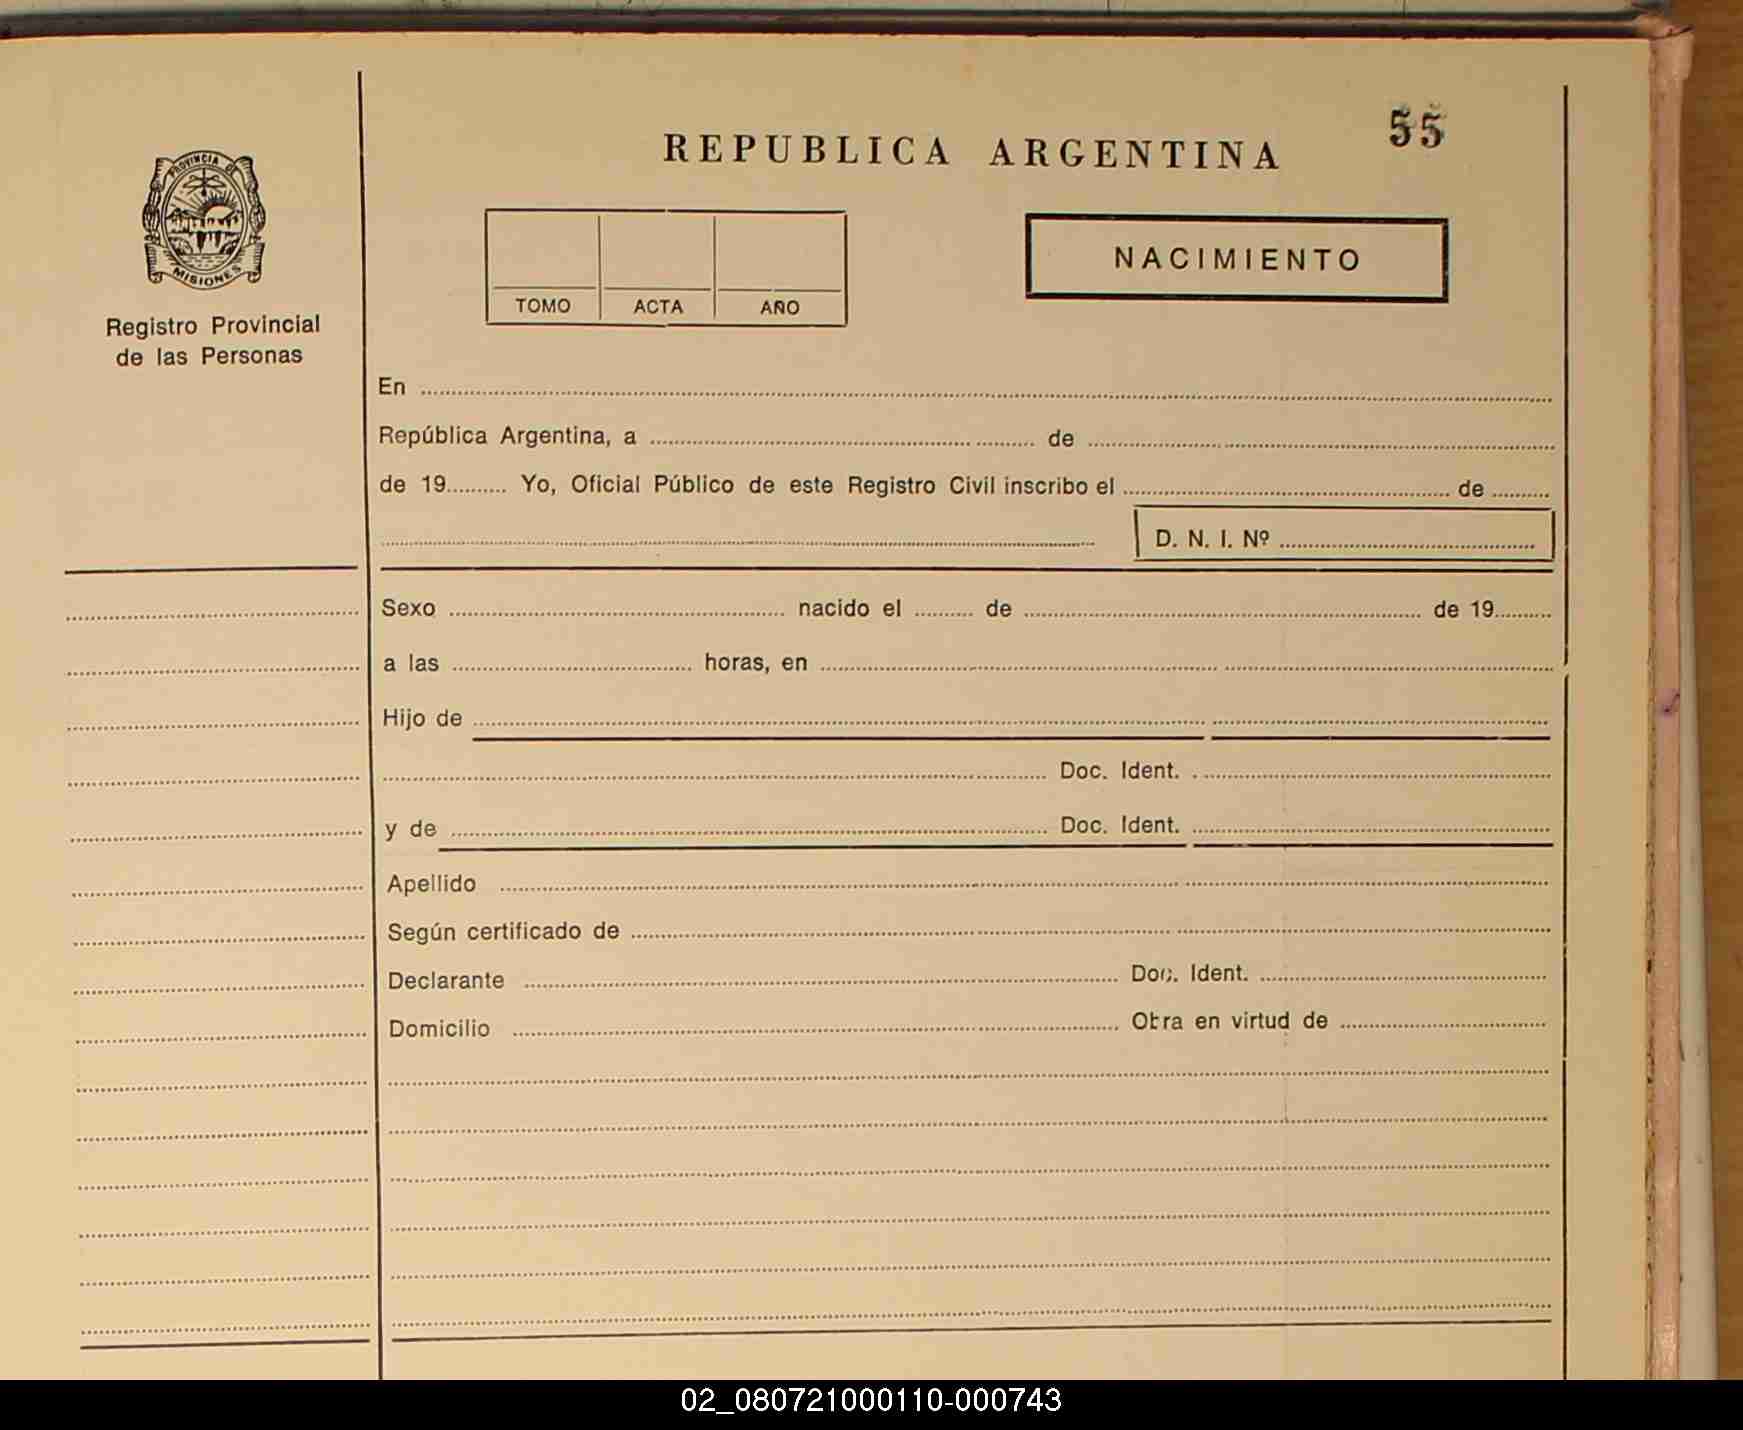 55
REPUBLICA ARGENTINA
PROVINCIA DE
MISIONES
Registro Provincial
de las Personas
TOMO ACTA AÑO
NACIMIENTO
En
República Argentina, a de
de 19 Yo, Oficial Público de este Registro Civil inscribo el de
D. N. I. Nº
Sexo nacido el de de 19
a las horas, en
Hijo de
Doc. Ident.
y de Doc. Ident.
Apellido
Según certificado de
Declarante Doc. Ident.
Domicilio Obra en virtud de
02_080721000110-000743